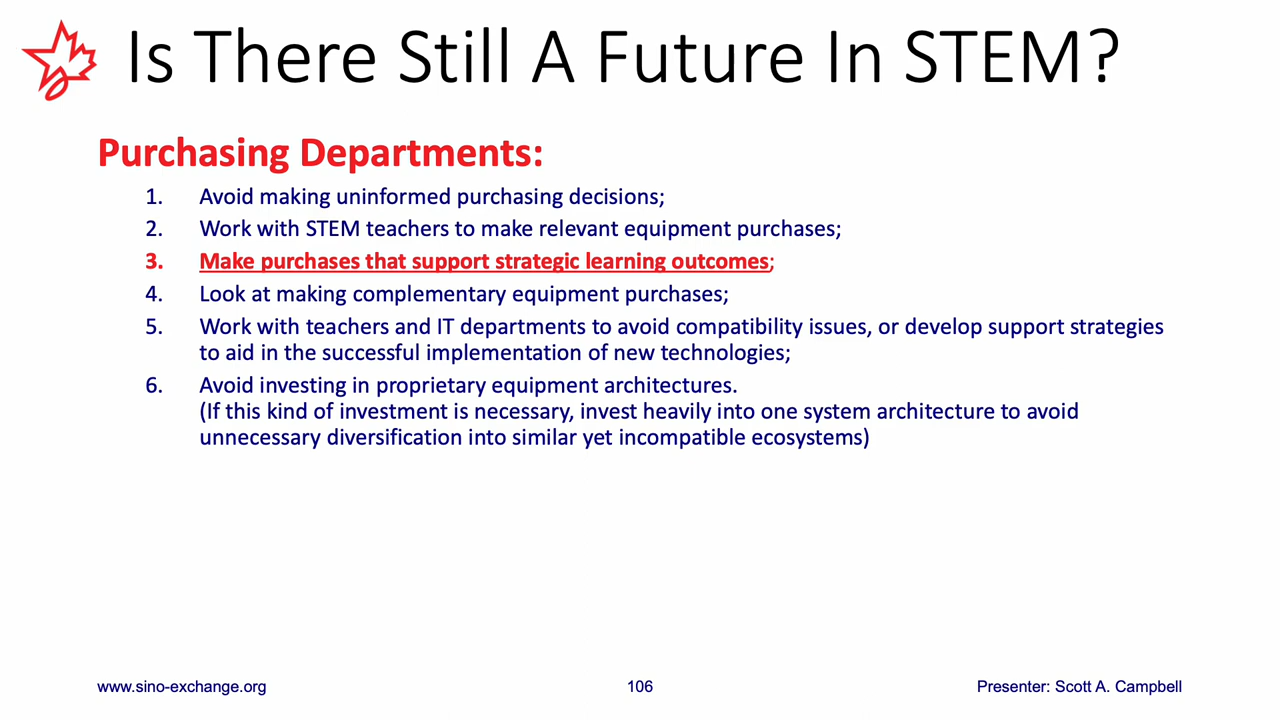 Is There Still A Future In STEM?
Purchasing Departments:
1. Avoid making uninformed purchasing decisions;
2. Work with STEM teachers to make relevant equipment purchases;
3. Make purchases that support strategic learning outcomes;
4. Look at making complementary equipment purchases;
5. Work with teachers and IT departments to avoid compatibility issues, or develop support strategies
to aid in the successful implementation of new technologies;
6. Avoid investing in proprietary equipment architectures.
(If this kind of investment is necessary, invest heavily into one system architecture to avoid
unnecessary diversification into similar yet incompatible ecosystems)
www.sino-exchange.org
106
Presenter: Scott A. Campbell